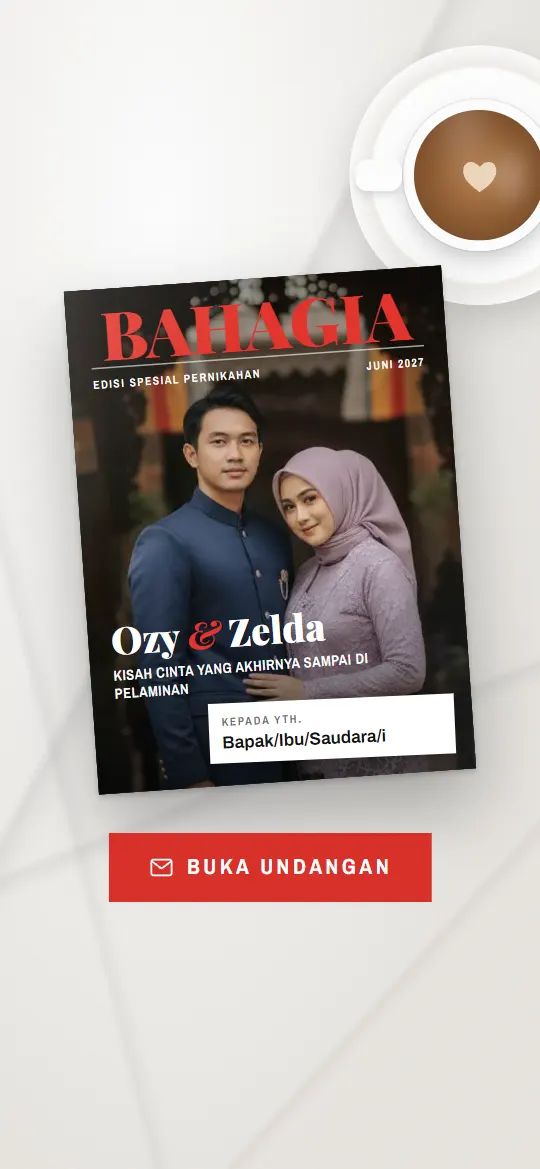 BAHAGIA
EDISI SPESIAL PERNIKAHAN
JUNI 2027
Ozy & Zelda
KISAH CINTA YANG AKHIRNYA SAMPAI DI
PELAMINAN
KEPADA YTH.
Bapak/Ibu/Saudara/i
BUKA UNDANGAN